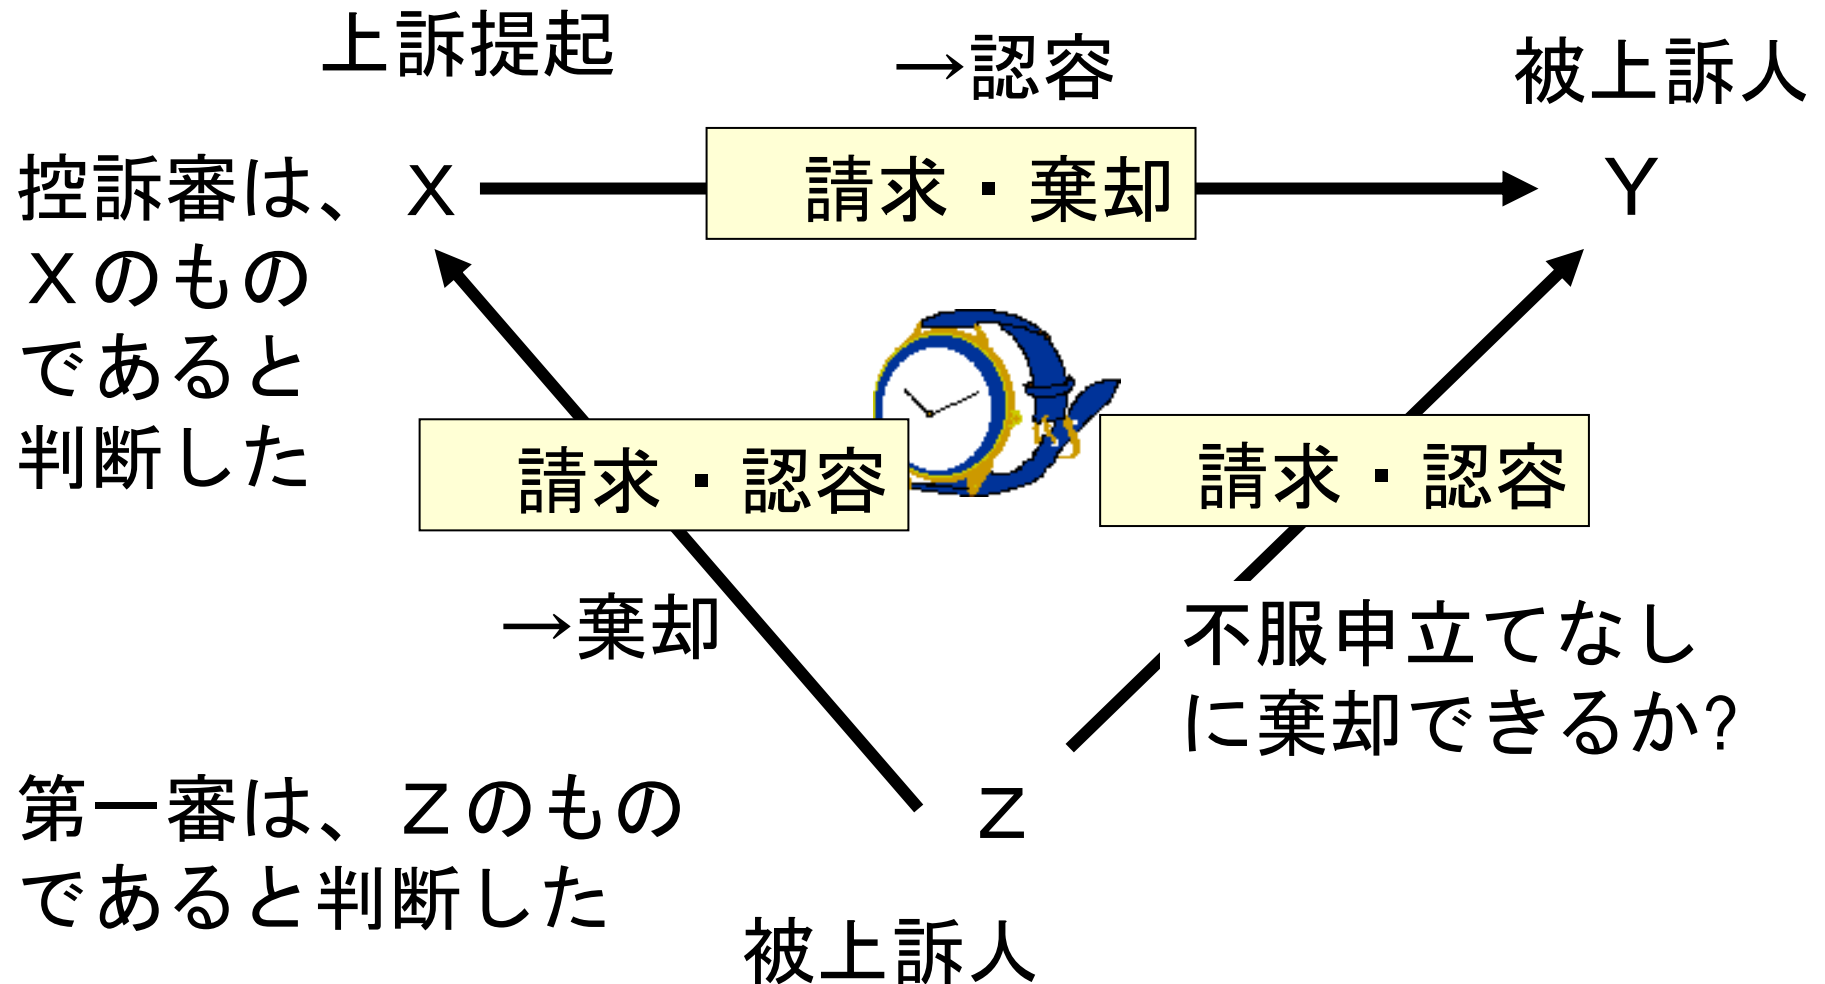 上訴提起
→認容
被上訴人
控訴審は、
Xのもの
であると
判断した
X
請求・棄却
Y
請求・認容
請求・認容
→棄却
不服申立てなし
に棄却できるか?
第一審は、Zのもの
であると判断した
Z
被上訴人